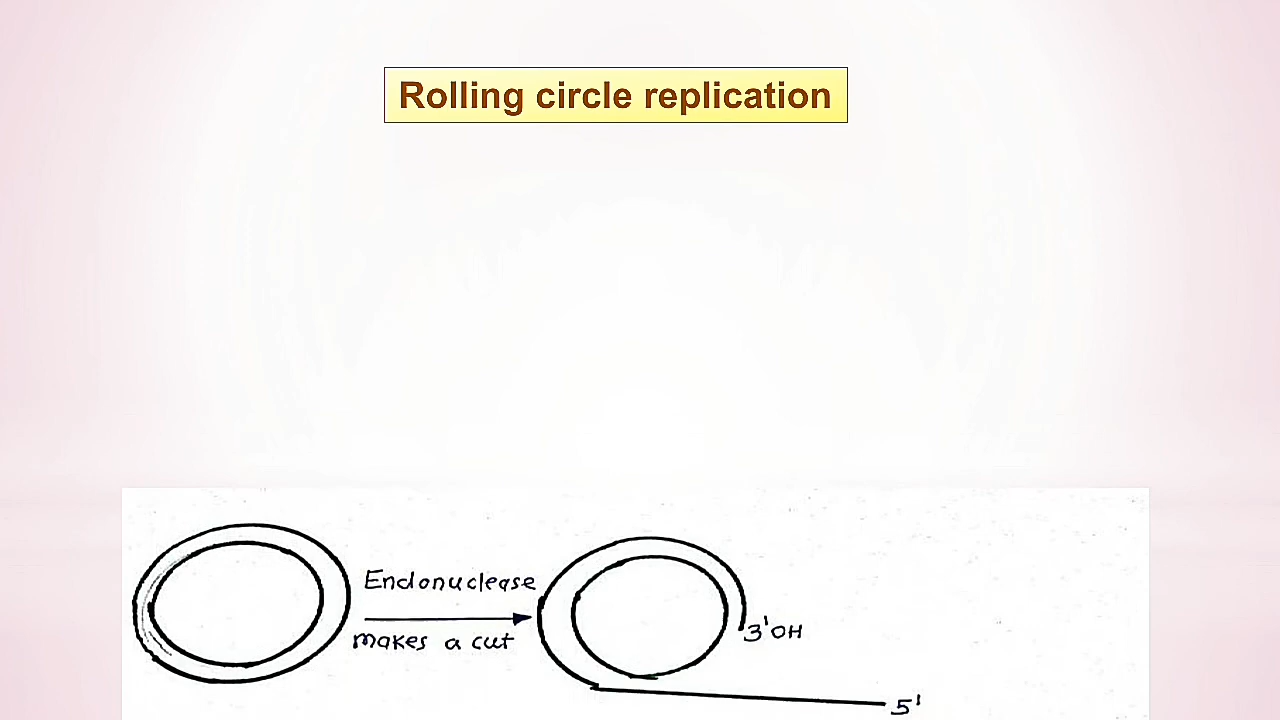 Rolling circle replication
Endonuclease
makes a cut
3'OH
5'